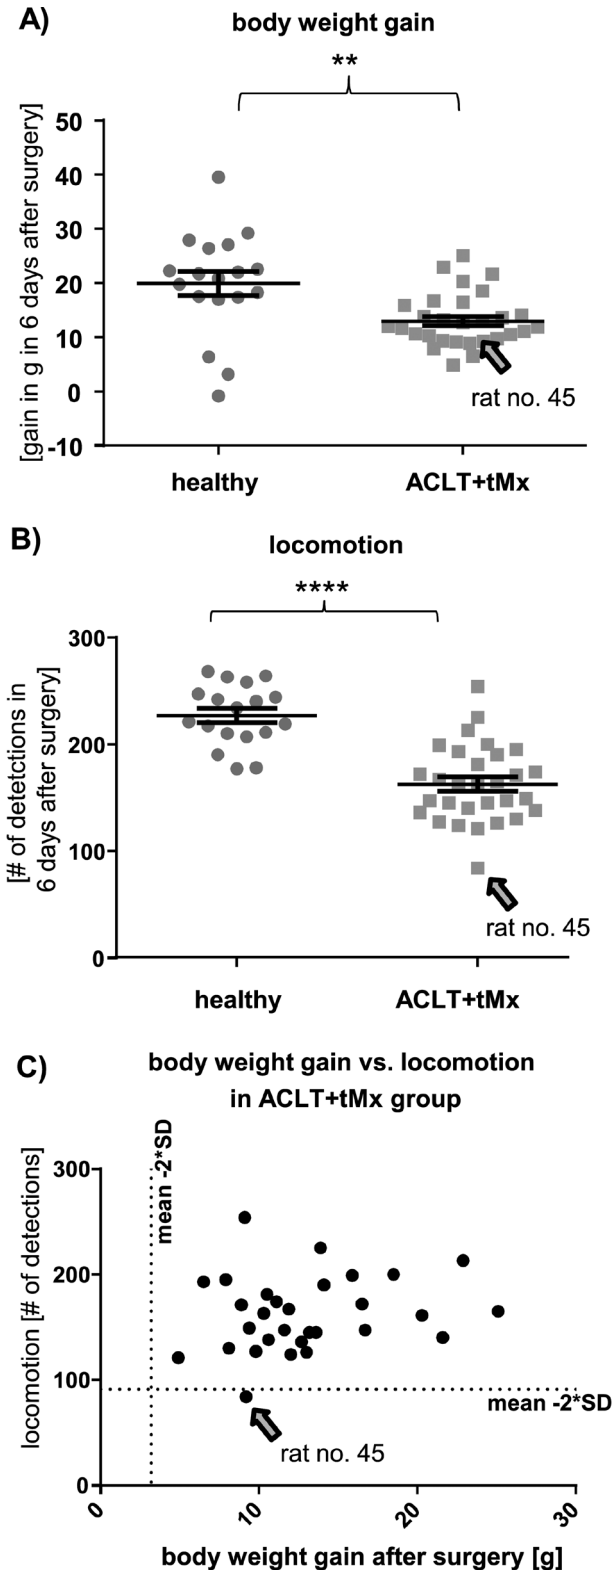 A)
body weight gain
**
[gain in g in 6 days after surgery]
50
40
30
20
10
0
-10
rat no. 45
healthy
ACLT+tMx
B)
locomotion
****
[# of detetctions in
6 days after surgery]
300
200
100
0
rat no. 45
healthy
ACLT+tMx
C)
body weight gain vs. locomotion
in ACLT+tMx group
mean -2*SD
locomotion [# of detections]
300
200
100
0
mean -2*SD
rat no. 45
0
10
20
30
body weight gain after surgery [g]